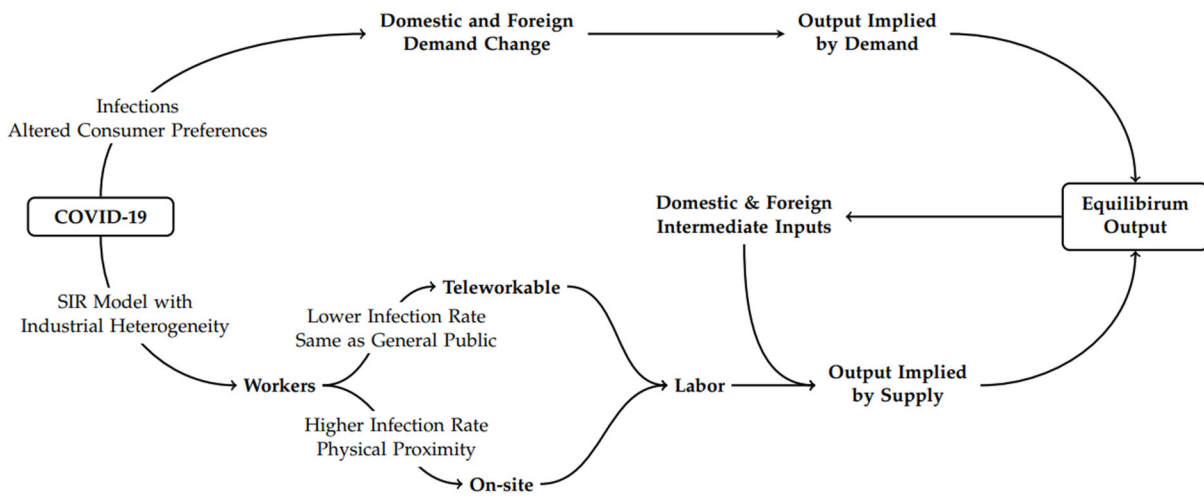 Domestic and Foreign
Demand Change
Output Implied
by Demand
Infections
Altered Consumer Preferences
COVID-19
Domestic & Foreign
Intermediate Inputs
Equilibirum
Output
SIR Model with
Industrial Heterogeneity
Teleworkable
Lower Infection Rate
Same as General Public
Workers
Labor
Output Implied
by Supply
Higher Infection Rate
Physical Proximity
On-site